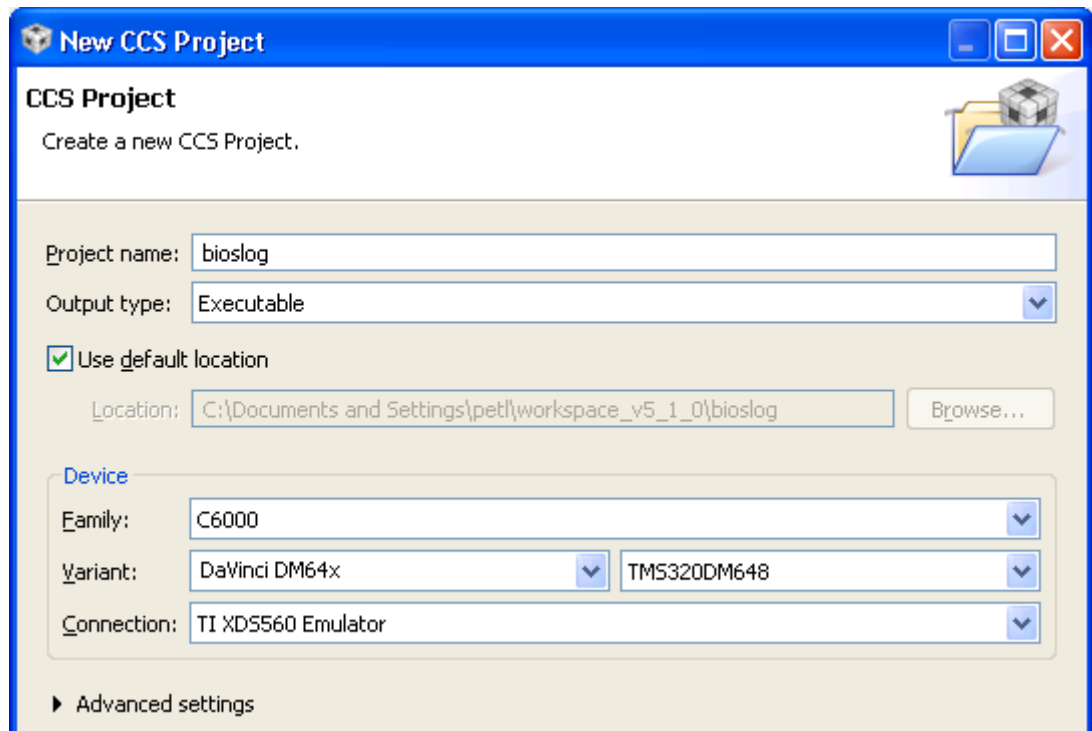 New CCS Project
CCS Project
Create a new CCS Project.
Project name: bioslog
Output type: Executable
Use default location
Location: C:\Documents and Settings\petl\workspace_v5_1_0\bioslog Browse...
Device
Family: C6000
Variant: DaVinci DM64x TMS320DM648
Connection: TI XDS560 Emulator
Advanced settings